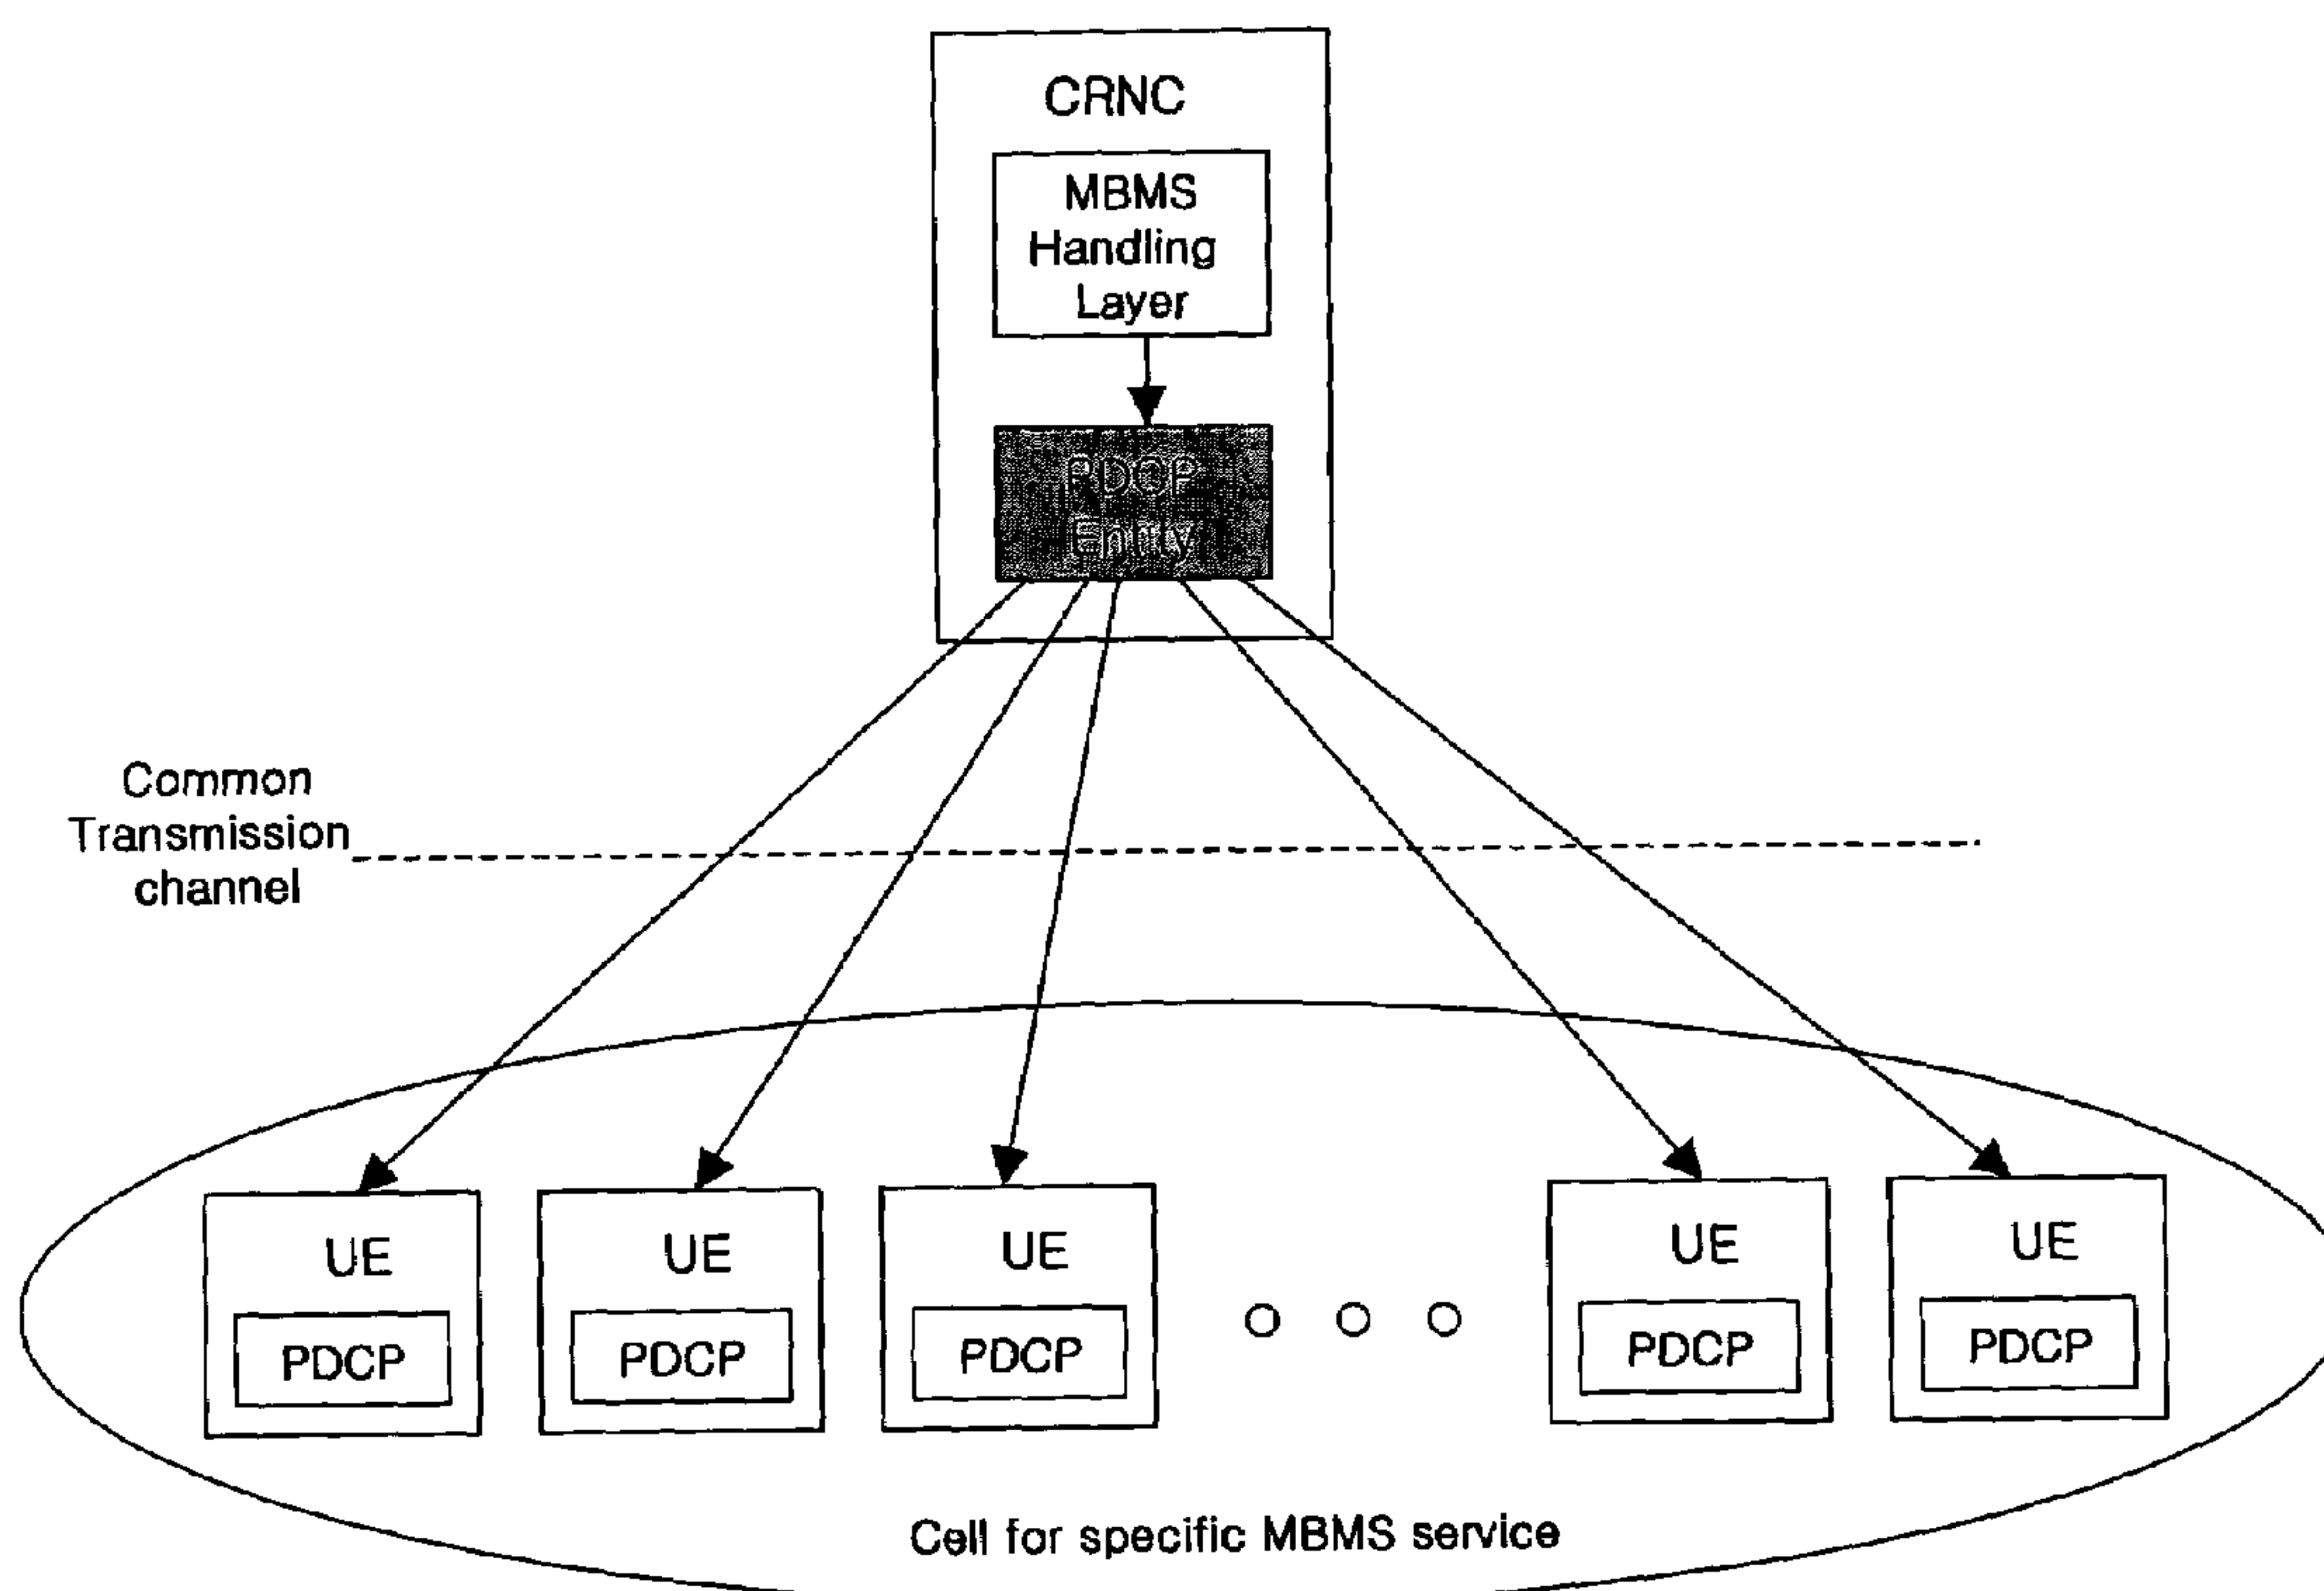 CRNC
MBMS
Handling
Layer
PDCP
Entity
Common
Transmission
channel
UE
UE
UE
UE
UE
PDCP
PDCP
PDCP
PDCP
PDCP
Cell for specific MBMS service